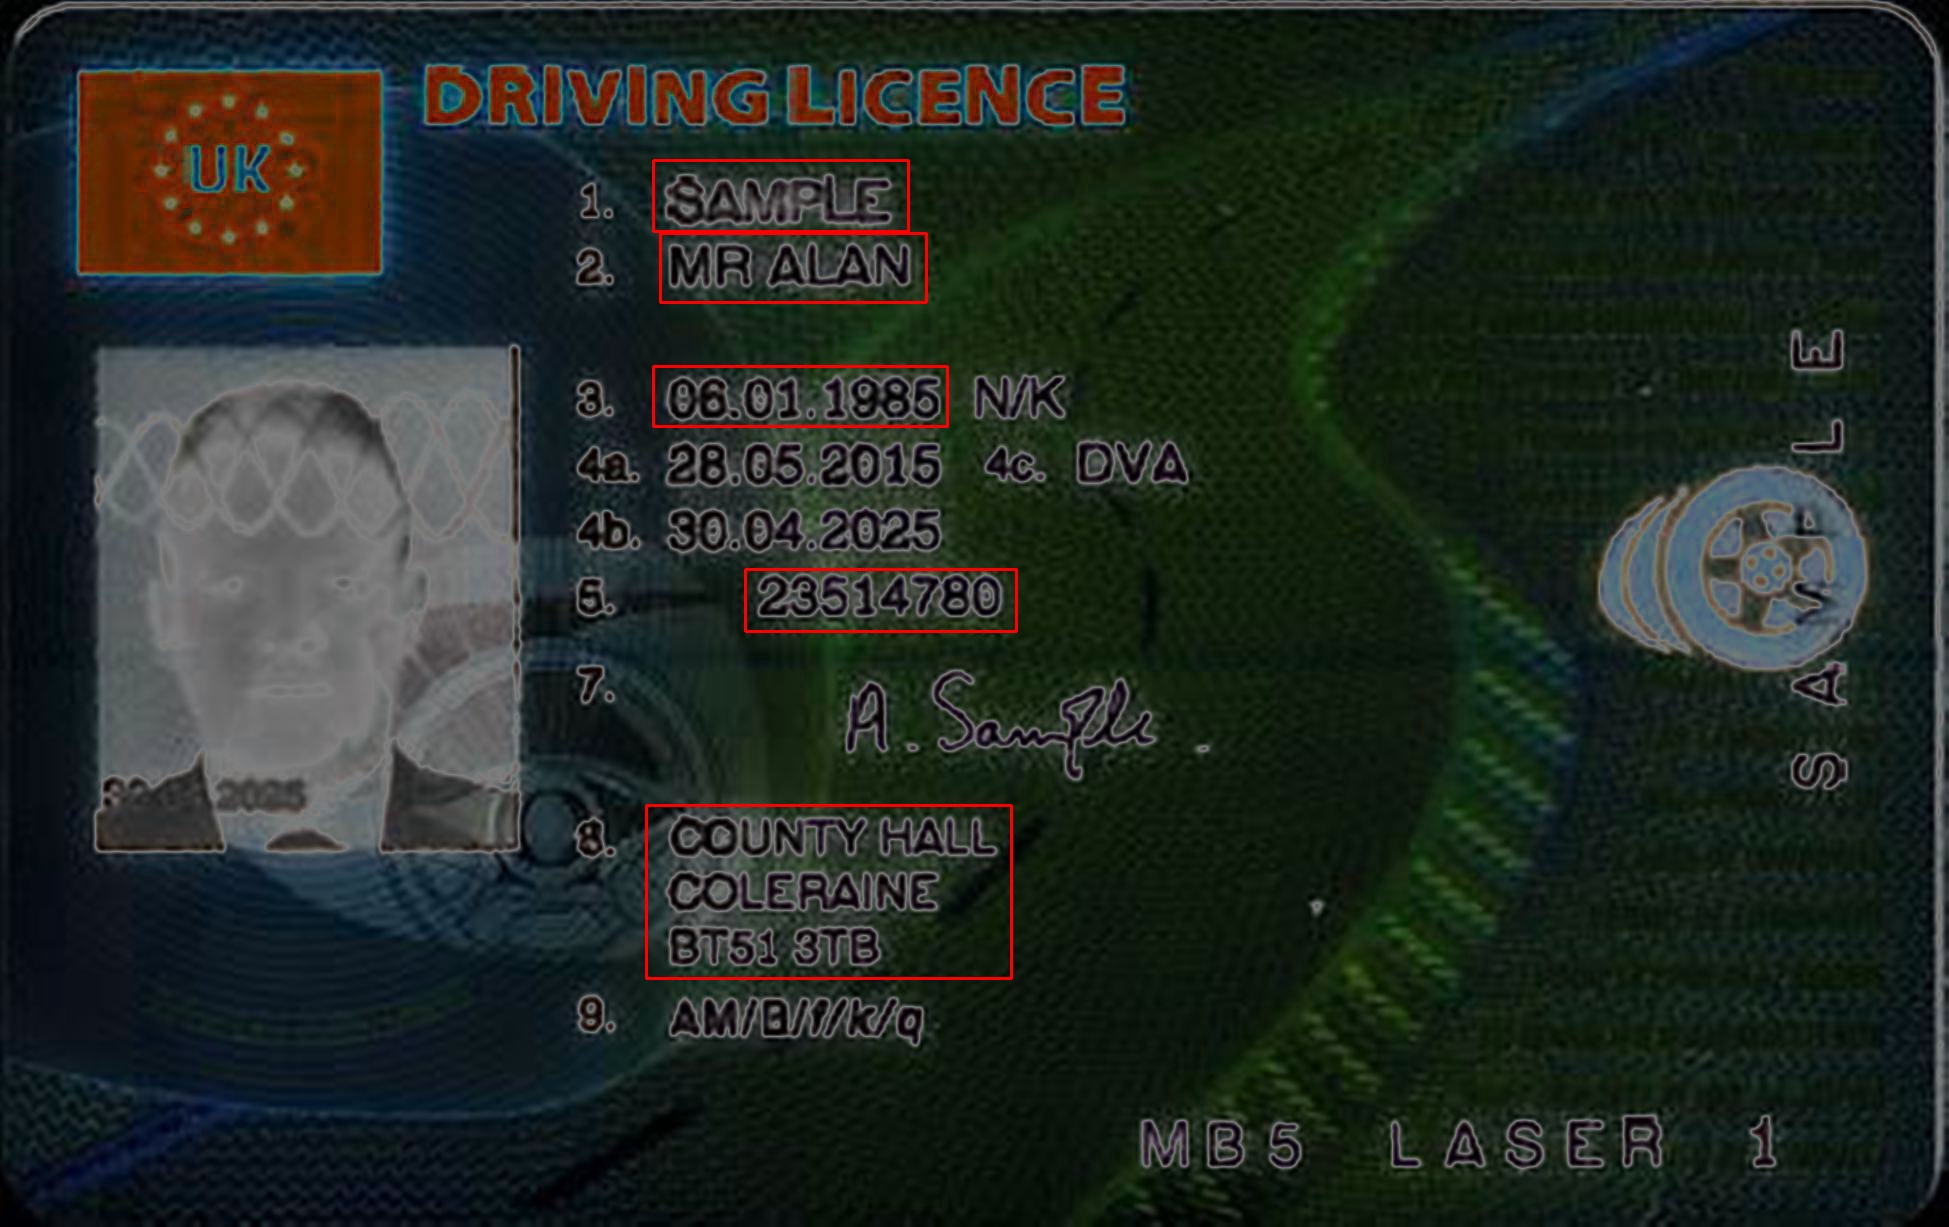 DRIVING LICENCE
UK
1. SAMPLE
2. MR ALAN
3. 06.01.1985 N/K
4a. 28.05.2015 4c. DVA
4b. 30.04.2025
5. 23514780
7. A. Sample.
8. COUNTY HALL
COLERAINE
BT51 3TB
9. AM/B/f/k/q
2025
SAMPLE
MB5 LASER 1